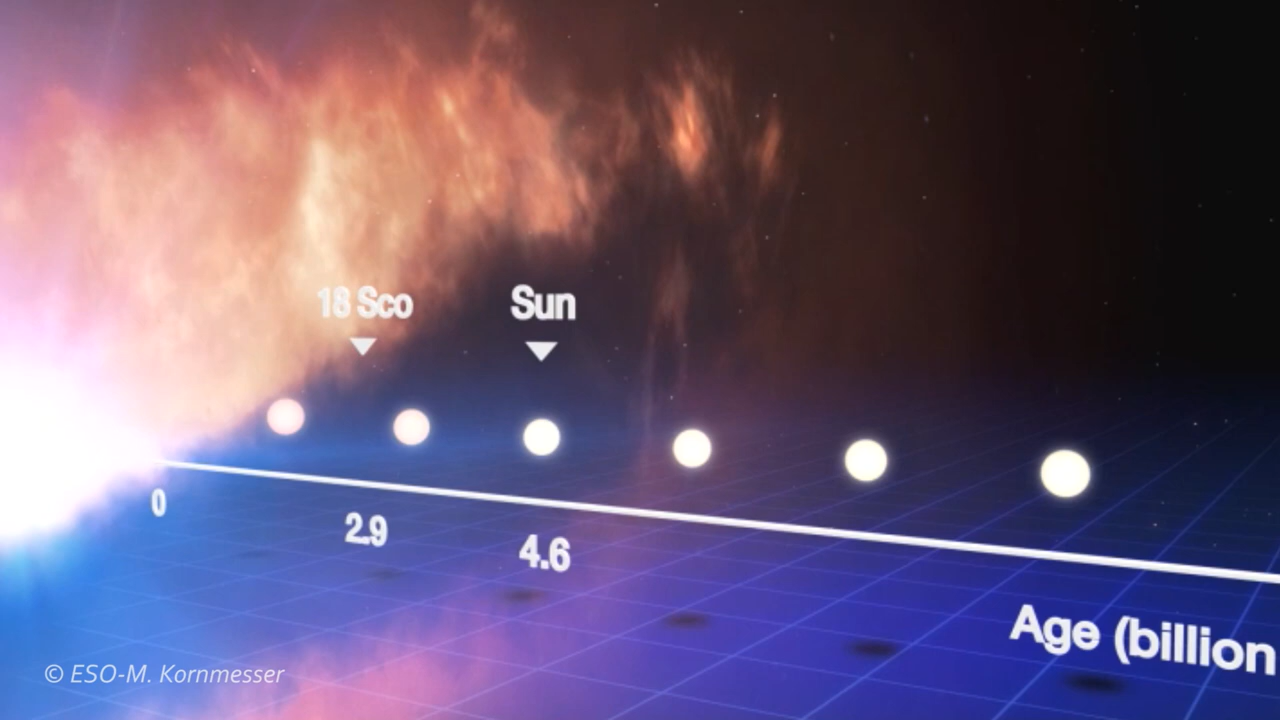 18 Sco
Sun
0
2.9
4.6
Age (billion
© ESO-M. Kornmesser